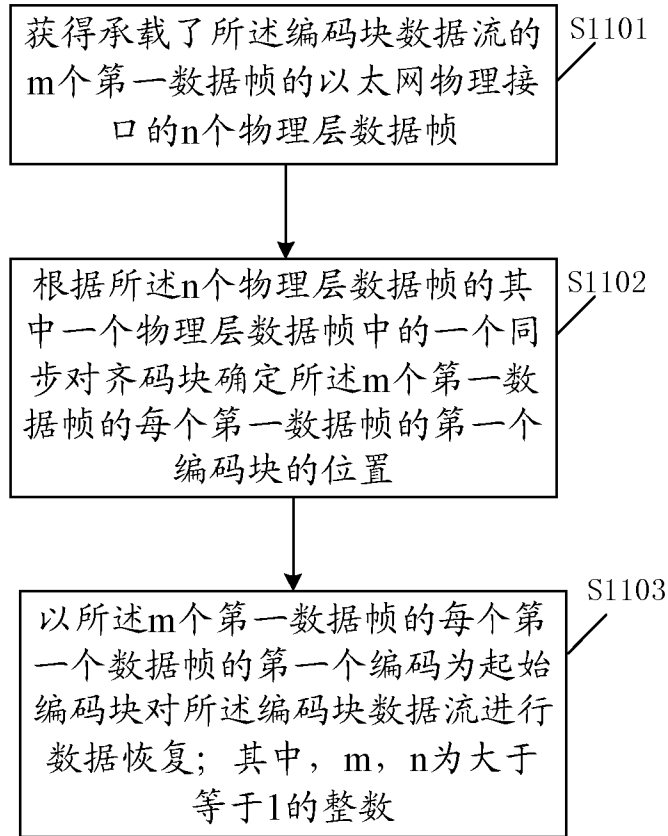 获得承载了所述编码块数据流的
m个第一数据帧的以太网物理接
口的n个物理层数据帧
S1101
根据所述n个物理层数据帧的其
中一个物理层数据帧中的一个同
步对齐码块确定所述m个第一数
据帧的每个第一数据帧的第一个
编码块的位置
S1102
以所述m个第一数据帧的每个第
一个数据帧的第一个编码为起始
编码块对所述编码块数据流进行
数据恢复；其中，m，n为大于
等于1的整数
S1103